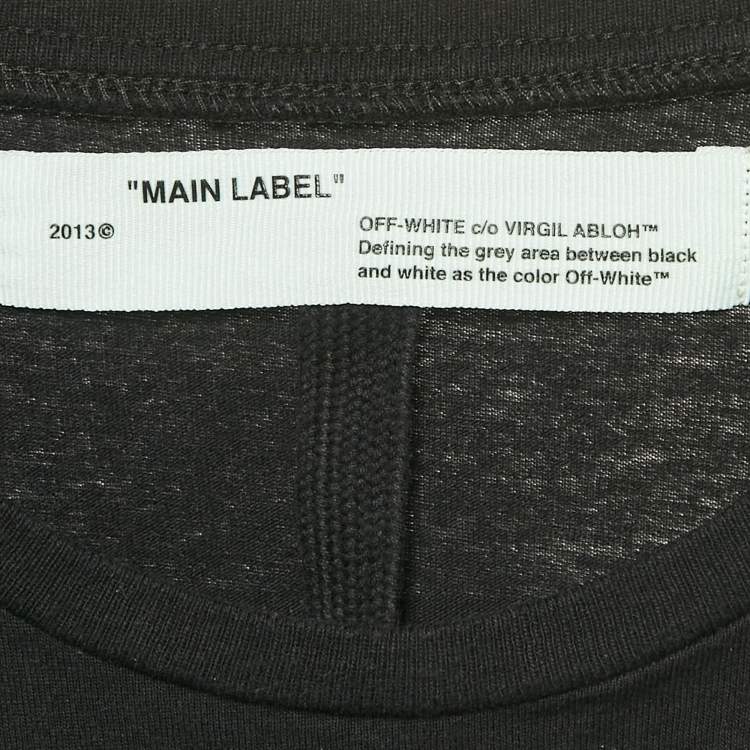 "MAIN LABEL"
2013©
OFF-WHITE c/o VIRGIL ABLOH™
Defining the grey area between black
and white as the color Off-White™